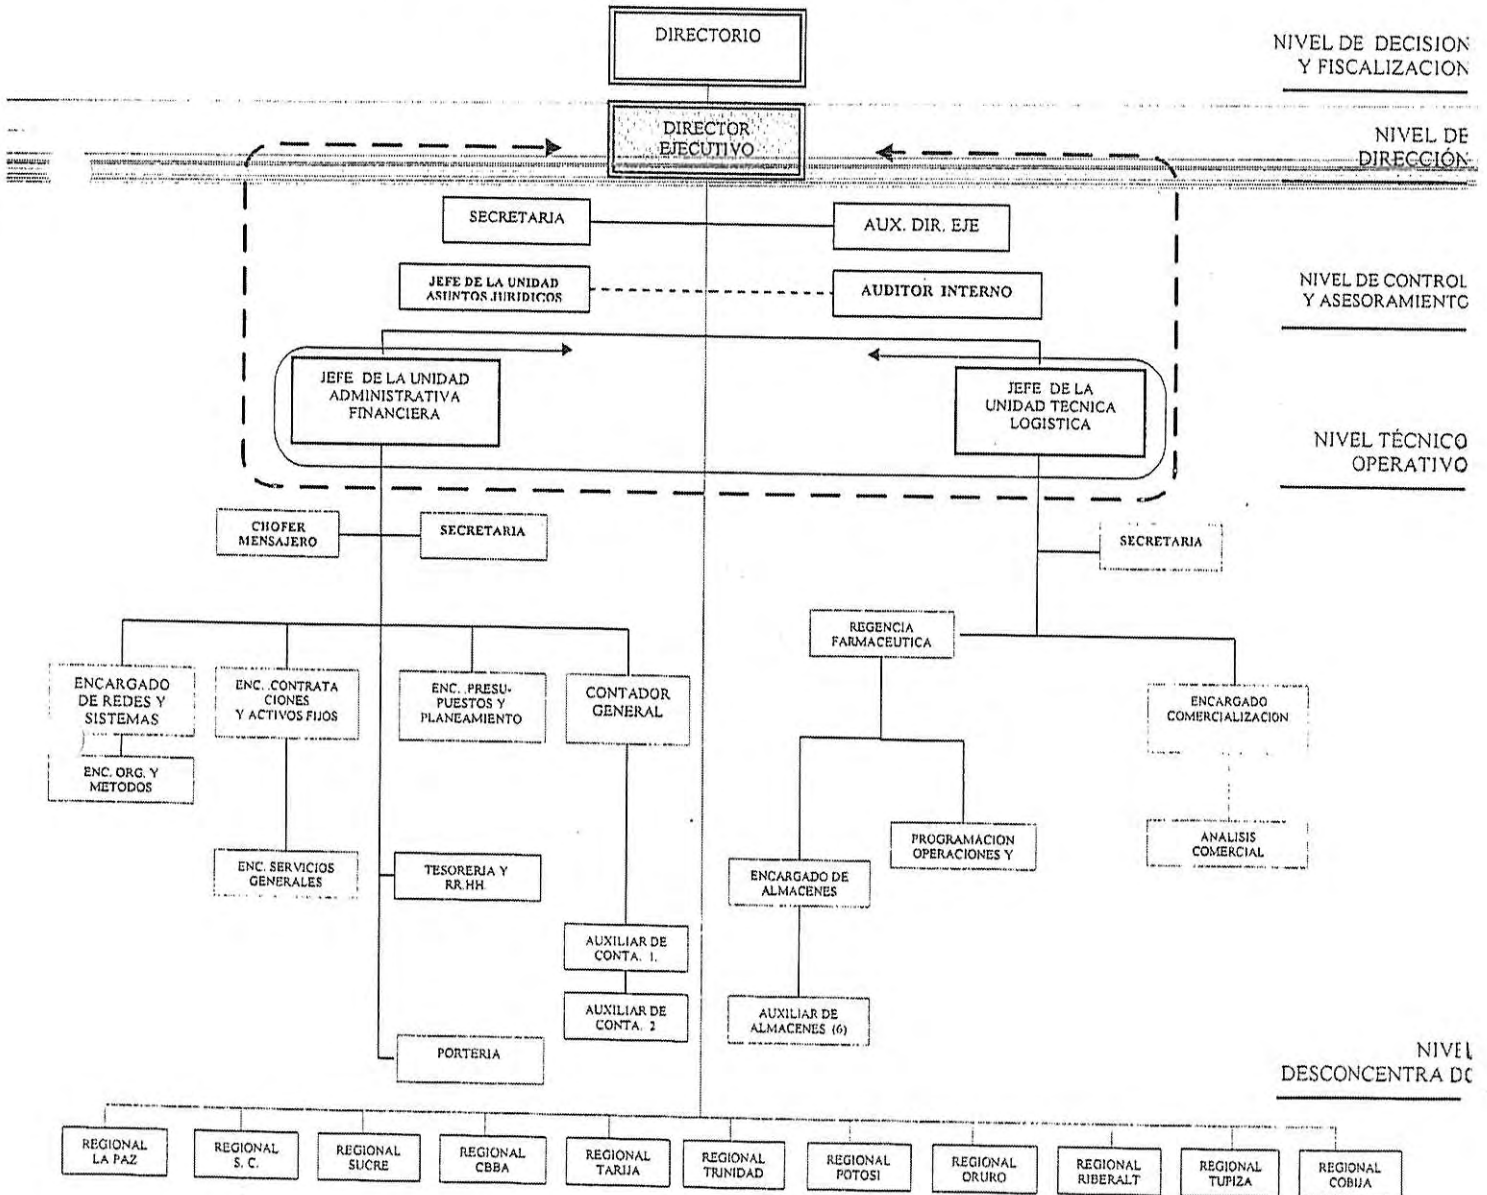 DIRECTORIO
NIVEL DE DECISION
Y FISCALIZACION
DIRECTOR
EJECUTIVO
NIVEL DE
DIRECCIÓN
SECRETARIA
AUX. DIR. EJE
JEFE DE LA UNIDAD
ASUNTOS JURIDICOS
AUDITOR INTERNO
NIVEL DE CONTROL
Y ASESORAMIENTO
JEFE DE LA UNIDAD
ADMINISTRATIVA
FINANCIERA
JEFE DE LA
UNIDAD TECNICA
LOGISTICA
NIVEL TÉCNICO
OPERATIVO
CHOFER
MENSAJERO
SECRETARIA
SECRETARIA
REGENCIA
FARMACEUTICA
ENCARGADO
DE REDES Y
SISTEMAS
ENC. .CONTRATA
CIONES
Y ACTIVOS FIJOS
ENC. .PRESU-
PUESTOS Y
PLANEAMIENTO
CONTADOR
GENERAL
ENCARGADO
COMERCIALIZACION
ENC. ORG. Y
METODOS
PROGRAMACION
OPERACIONES Y
ANALISIS
COMERCIAL
ENC. SERVICIOS
GENERALES
TESORERIA Y
RR.HH.
ENCARGADO DE
ALMACENES
AUXILIAR DE
CONTA. 1.
AUXILIAR DE
CONTA. 2
AUXILIAR DE
ALMACENES (6)
PORTERIA
NIVEL
DESCONCENTRA DO
REGIONAL
LA PAZ
REGIONAL
S. C.
REGIONAL
SUCRE
REGIONAL
CBBA
REGIONAL
TARIJA
REGIONAL
TRINIDAD
REGIONAL
POTOSI
REGIONAL
ORURO
REGIONAL
RIBERALT
REGIONAL
TUPIZA
REGIONAL
COBIJA